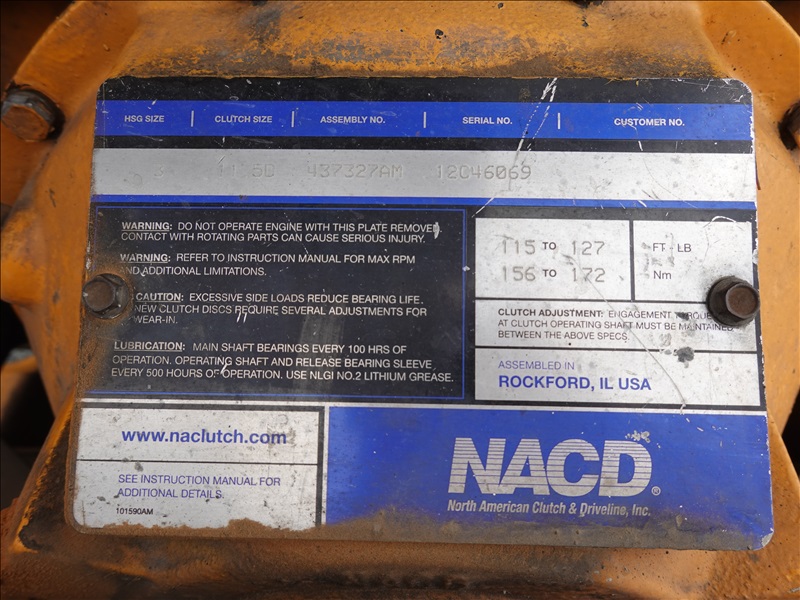 HSG SIZE | CLUTCH SIZE | ASSEMBLY NO. | SERIAL NO. | CUSTOMER NO.
11.5D 437327AM 12C46069
WARNING: DO NOT OPERATE ENGINE WITH THIS PLATE REMOVED.
CONTACT WITH ROTATING PARTS CAN CAUSE SERIOUS INJURY.
WARNING: REFER TO INSTRUCTION MANUAL FOR MAX RPM
AND ADDITIONAL LIMITATIONS.
CAUTION: EXCESSIVE SIDE LOADS REDUCE BEARING LIFE.
NEW CLUTCH DISCS REQUIRE SEVERAL ADJUSTMENTS FOR
WEAR-IN.
LUBRICATION: MAIN SHAFT BEARINGS EVERY 100 HRS OF
OPERATION. OPERATING SHAFT AND RELEASE BEARING SLEEVE
EVERY 500 HOURS OF OPERATION. USE NLGI NO.2 LITHIUM GREASE.
115 TO 127 FT - LB
156 TO 172 Nm
CLUTCH ADJUSTMENT: ENGAGEMENT TORQUE
AT CLUTCH OPERATING SHAFT MUST BE MAINTAINED
BETWEEN THE ABOVE SPECS.
ASSEMBLED IN
ROCKFORD, IL USA
www.naclutch.com
SEE INSTRUCTION MANUAL FOR
ADDITIONAL DETAILS.
101590AM
NACD®
North American Clutch & Driveline, Inc.